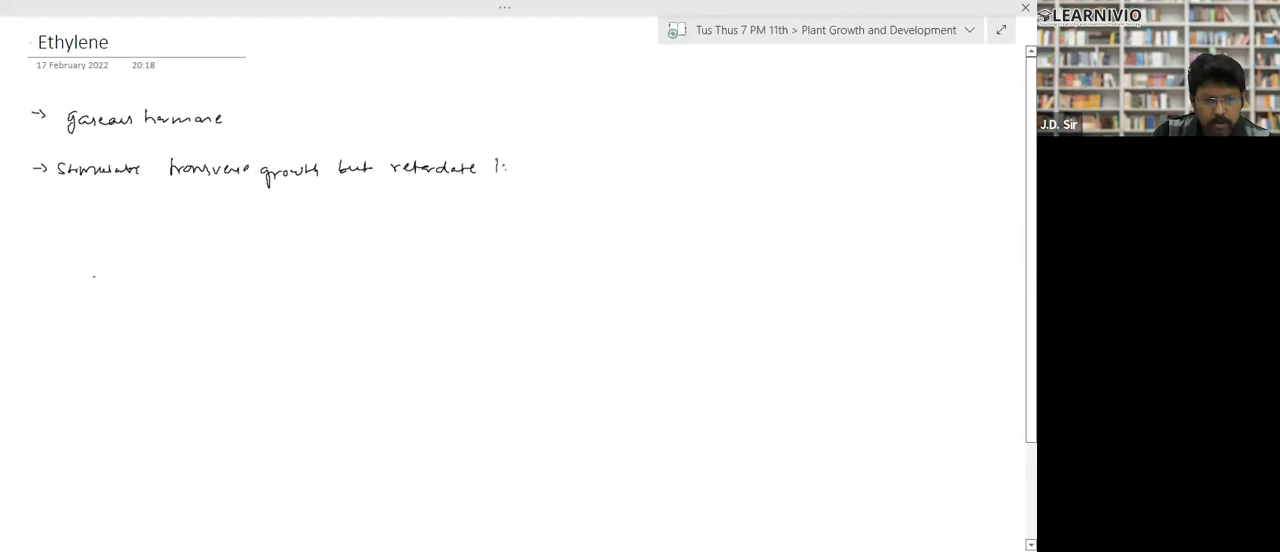 ...
Tus Thus 7 PM 11th > Plant Growth and Development
LEARNIVIO
Ethylene
17 February 2022 20:18
J.D. Sir
→ gaseous hormone
→ Stimulate transverse growth but retardate